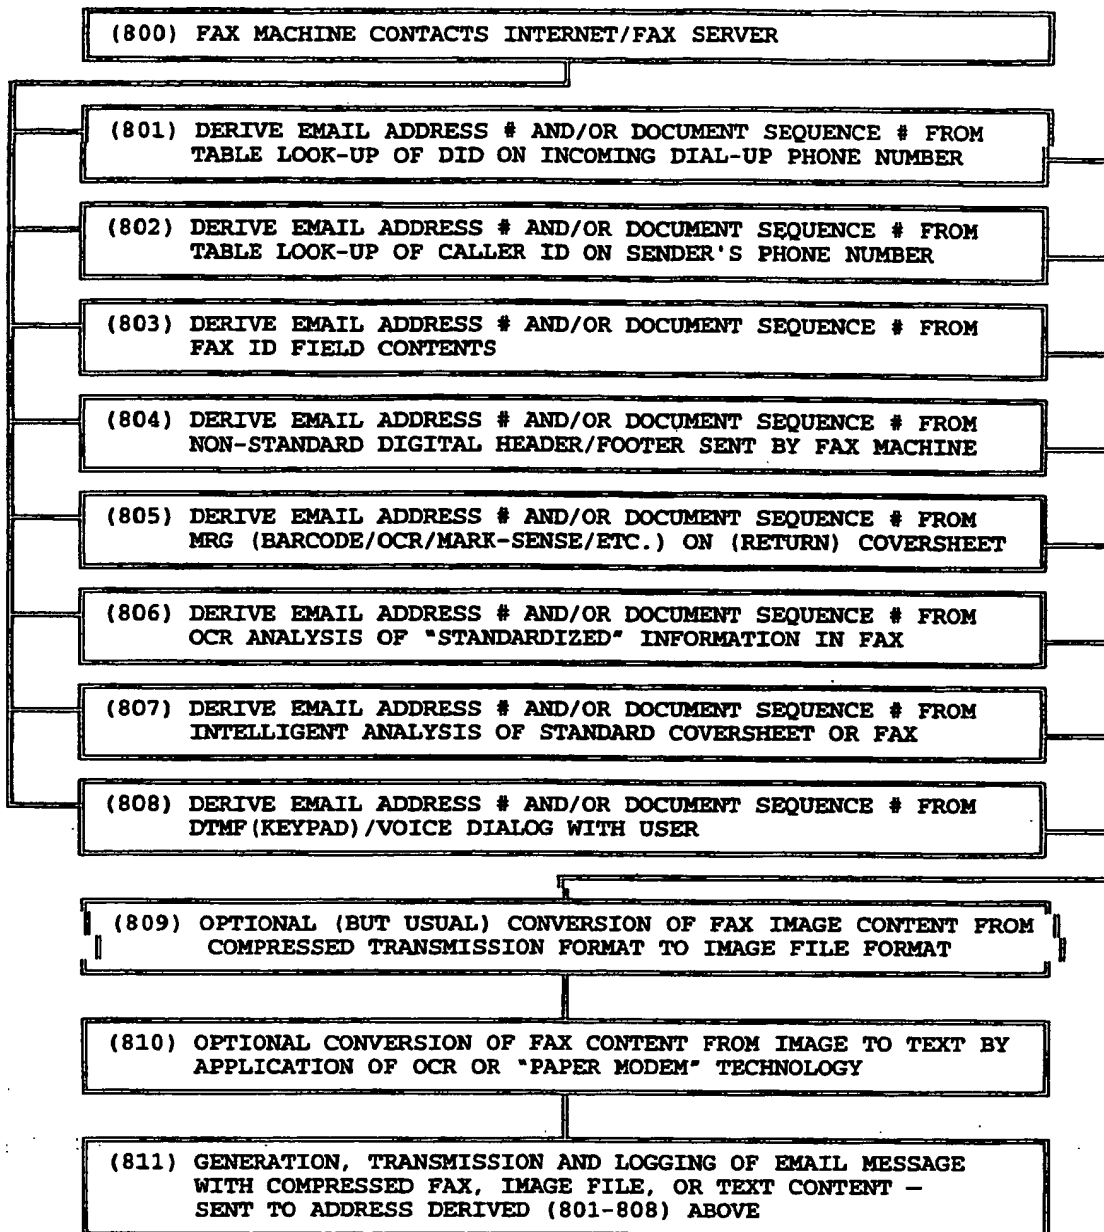 (800) FAX MACHINE CONTACTS INTERNET/FAX SERVER
(801) DERIVE EMAIL ADDRESS # AND/OR DOCUMENT SEQUENCE # FROM
TABLE LOOK-UP OF DID ON INCOMING DIAL-UP PHONE NUMBER
(802) DERIVE EMAIL ADDRESS # AND/OR DOCUMENT SEQUENCE # FROM
TABLE LOOK-UP OF CALLER ID ON SENDER'S PHONE NUMBER
(803) DERIVE EMAIL ADDRESS # AND/OR DOCUMENT SEQUENCE # FROM
FAX ID FIELD CONTENTS
(804) DERIVE EMAIL ADDRESS # AND/OR DOCUMENT SEQUENCE # FROM
NON-STANDARD DIGITAL HEADER/FOOTER SENT BY FAX MACHINE
(805) DERIVE EMAIL ADDRESS # AND/OR DOCUMENT SEQUENCE # FROM
MRG (BARCODE/OCR/MARK-SENSE/ETC.) ON (RETURN) COVERSHEET
(806) DERIVE EMAIL ADDRESS # AND/OR DOCUMENT SEQUENCE # FROM
OCR ANALYSIS OF "STANDARDIZED" INFORMATION IN FAX
(807) DERIVE EMAIL ADDRESS # AND/OR DOCUMENT SEQUENCE # FROM
INTELLIGENT ANALYSIS OF STANDARD COVERSHEET OR FAX
(808) DERIVE EMAIL ADDRESS # AND/OR DOCUMENT SEQUENCE # FROM
DTMF(KEYPAD)/VOICE DIALOG WITH USER
(809) OPTIONAL (BUT USUAL) CONVERSION OF FAX IMAGE CONTENT FROM
COMPRESSED TRANSMISSION FORMAT TO IMAGE FILE FORMAT
(810) OPTIONAL CONVERSION OF FAX CONTENT FROM IMAGE TO TEXT BY
APPLICATION OF OCR OR "PAPER MODEM" TECHNOLOGY
(811) GENERATION, TRANSMISSION AND LOGGING OF EMAIL MESSAGE
WITH COMPRESSED FAX, IMAGE FILE, OR TEXT CONTENT —
SENT TO ADDRESS DERIVED (801-808) ABOVE